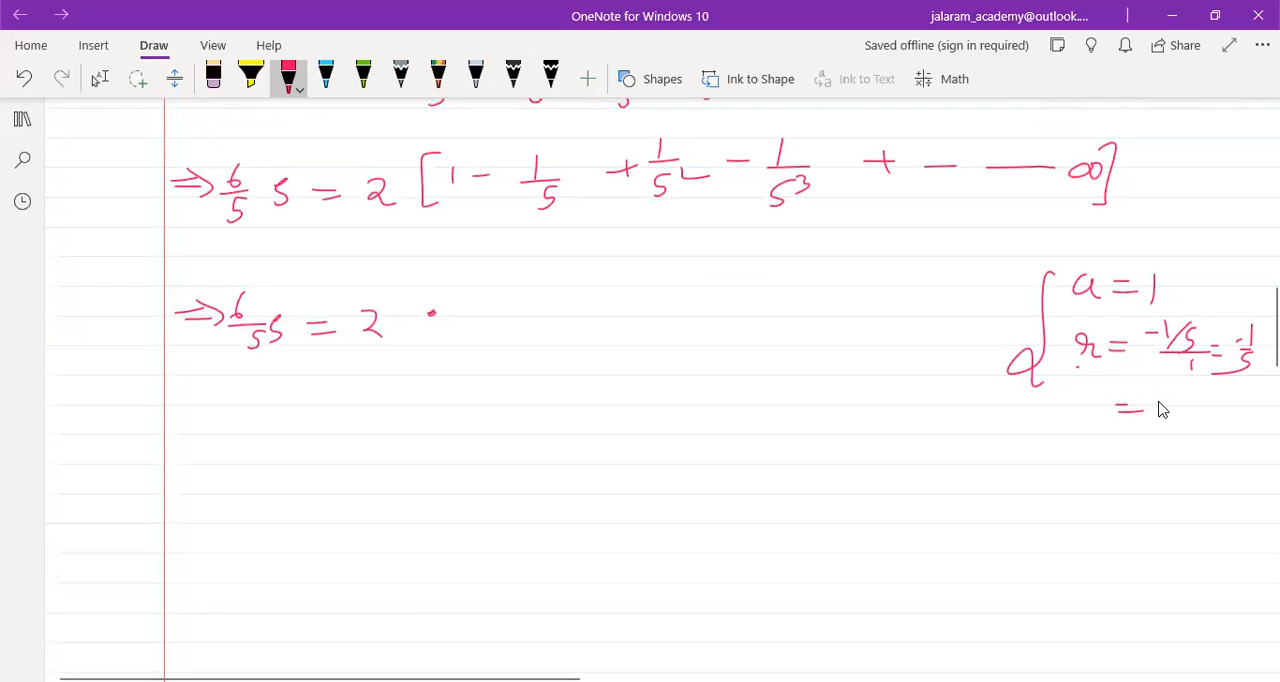 OneNote for Windows 10
jalaram_academy@outlook....
Home Insert Draw View Help
Saved offline (sign in required)
Share
Shapes
Ink to Shape
Ink to Text
Math
⇒ 6/5 S = 2 [1 - 1/5 + 1/5² - 1/5³ + - — ∞]
⇒ 6/5 S = 2 ·
a = 1
r = (-1/5)/1 = -1/5
=